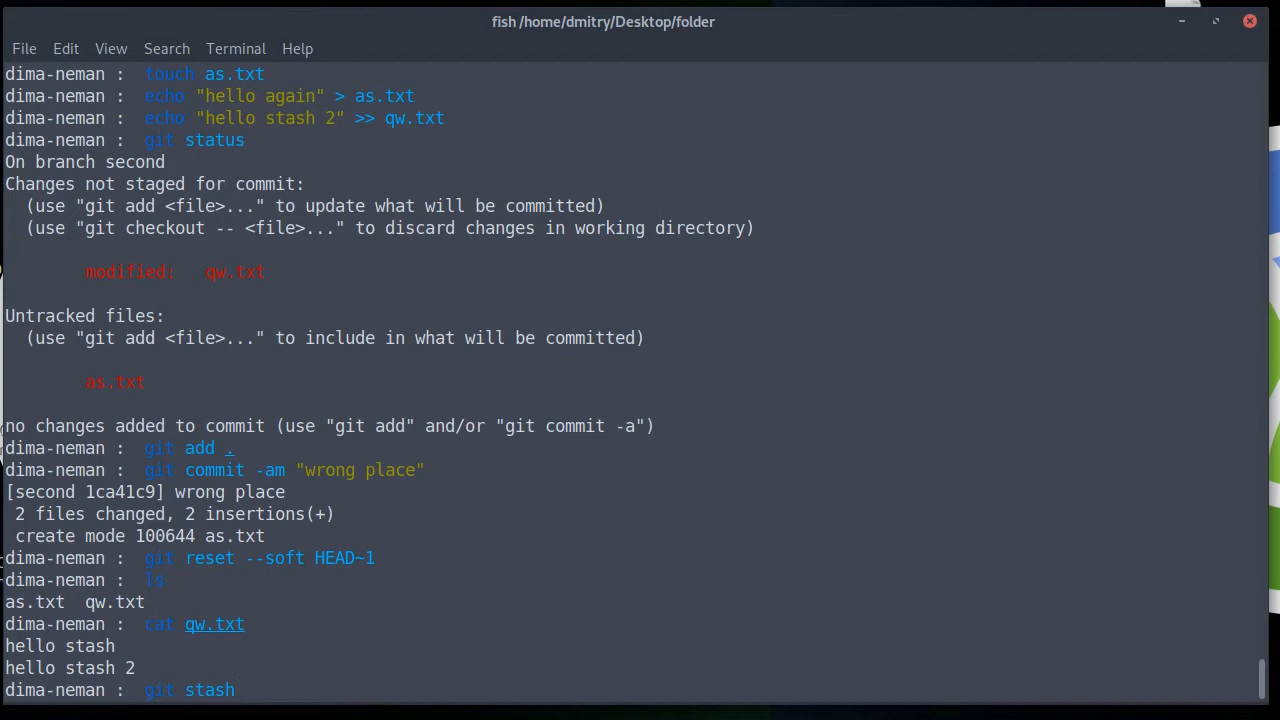 fish /home/dmitry/Desktop/folder
File Edit View Search Terminal Help
dima-neman :  touch as.txt
dima-neman :  echo "hello again" > as.txt
dima-neman :  echo "hello stash 2" >> qw.txt
dima-neman :  git status
On branch second
Changes not staged for commit:
  (use "git add <file>..." to update what will be committed)
  (use "git checkout -- <file>..." to discard changes in working directory)
        modified:   qw.txt
Untracked files:
  (use "git add <file>..." to include in what will be committed)
        as.txt
no changes added to commit (use "git add" and/or "git commit -a")
dima-neman :  git add .
dima-neman :  git commit -am "wrong place"
[second 1ca41c9] wrong place
 2 files changed, 2 insertions(+)
 create mode 100644 as.txt
dima-neman :  git reset --soft HEAD~1
dima-neman :  ls
as.txt  qw.txt
dima-neman :  cat qw.txt
hello stash
hello stash 2
dima-neman :  git stash